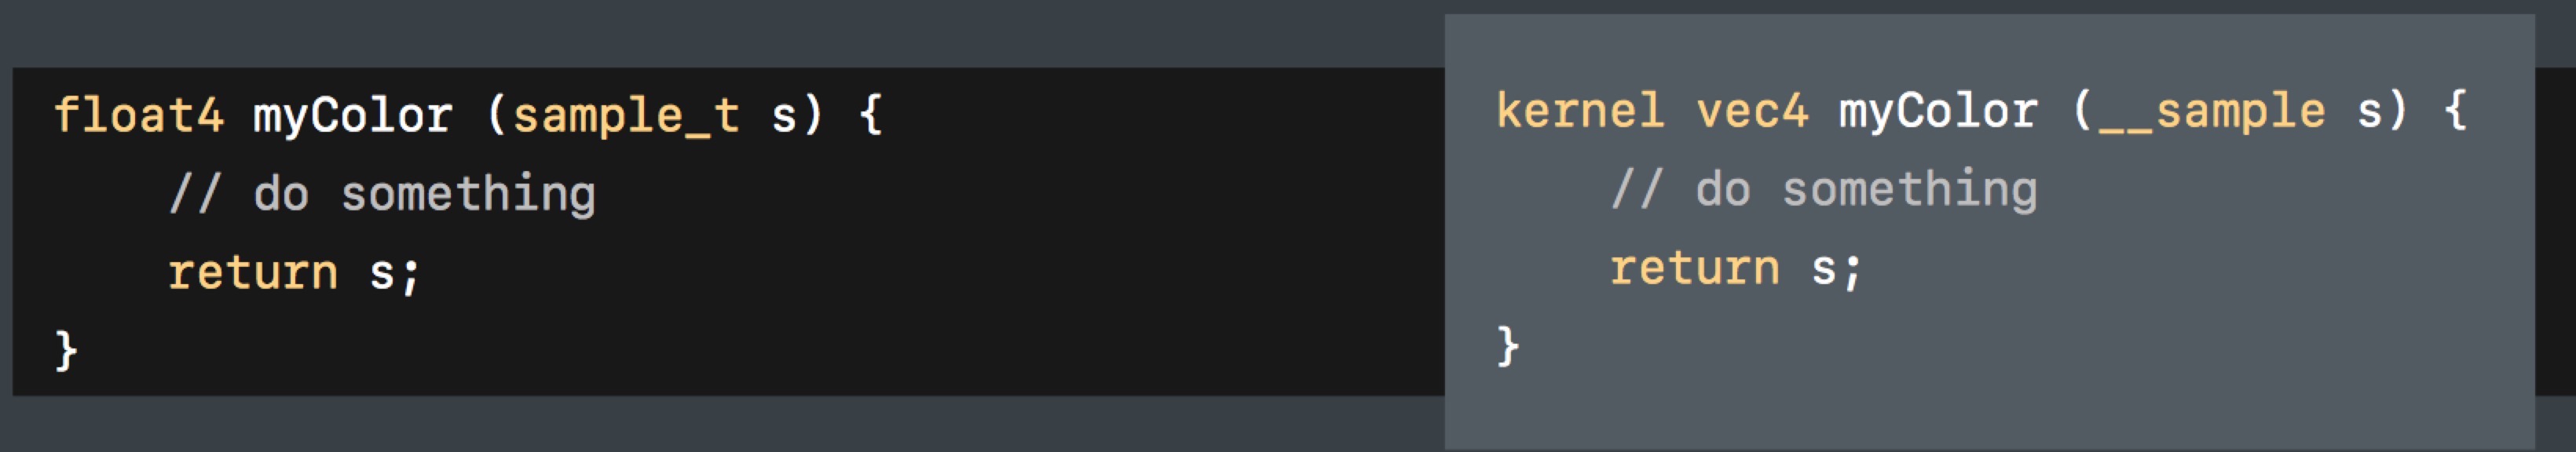 float4 myColor (sample_t s) {
    // do something
    return s;
}
kernel vec4 myColor (__sample s) {
    // do something
    return s;
}